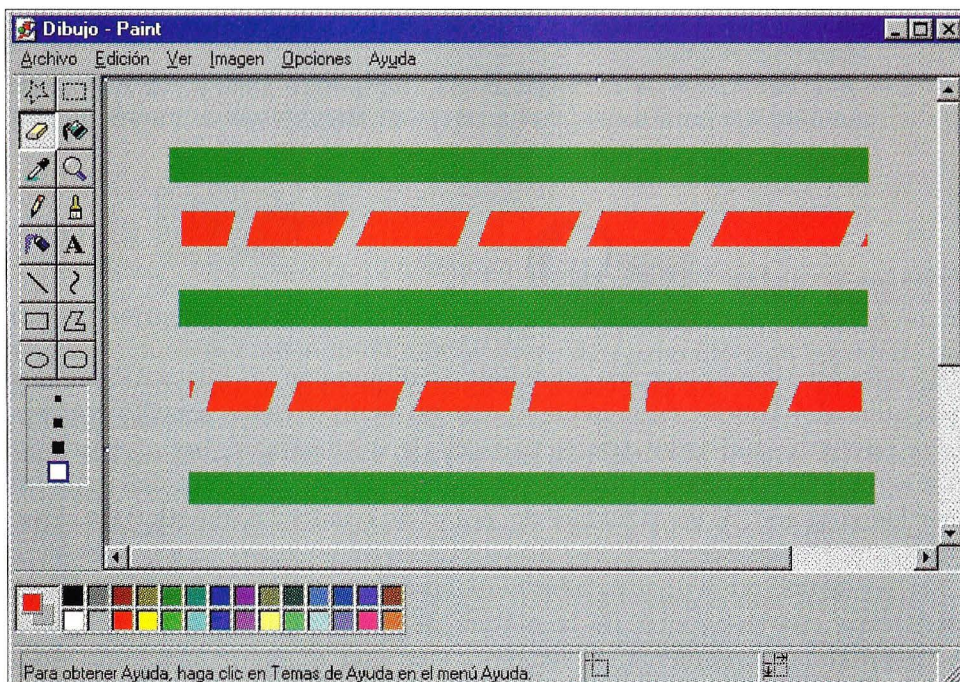 Dibujo - Paint
Archivo Edición Ver Imagen Opciones Ayuda
A
Para obtener Ayuda, haga clic en Temas de Ayuda en el menú Ayuda.